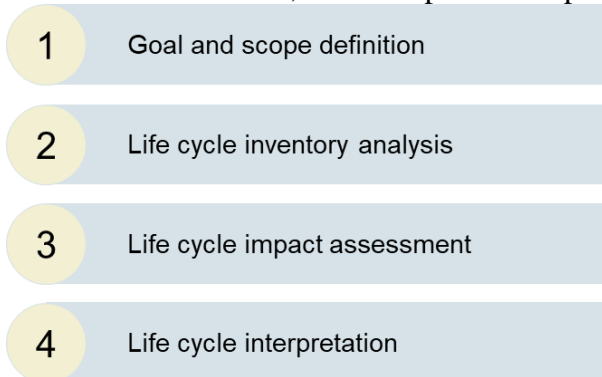 1 Goal and scope definition
2 Life cycle inventory analysis
3 Life cycle impact assessment
4 Life cycle interpretation